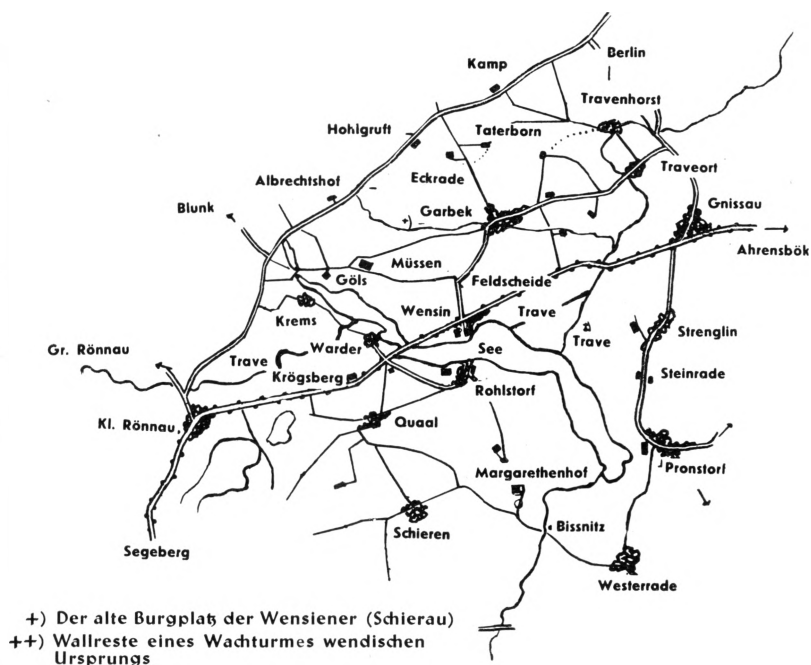 Berlin
Kamp
Travenhorst
Hohlgruft
Taterborn
Albrechtshof
Eckrade
Traveort
Blunk
Garbek
Gnissau
Ahrensbök
Müssen
Göls
Feldscheide
Wensin
Trave
Krems
Trave
Strenglin
Gr. Rönnau
Trave
Warder
See
Steinrade
Krögsberg
Rohlstorf
Kl. Rönnau
Quaal
Margarethenhof
Pronstorf
Schieren
Bissnitz
Segeberg
Westerrade
+) Der alte Burgplatz der Wensiener (Schierau)
++) Wallreste eines Wachturmes wendischen
Ursprungs